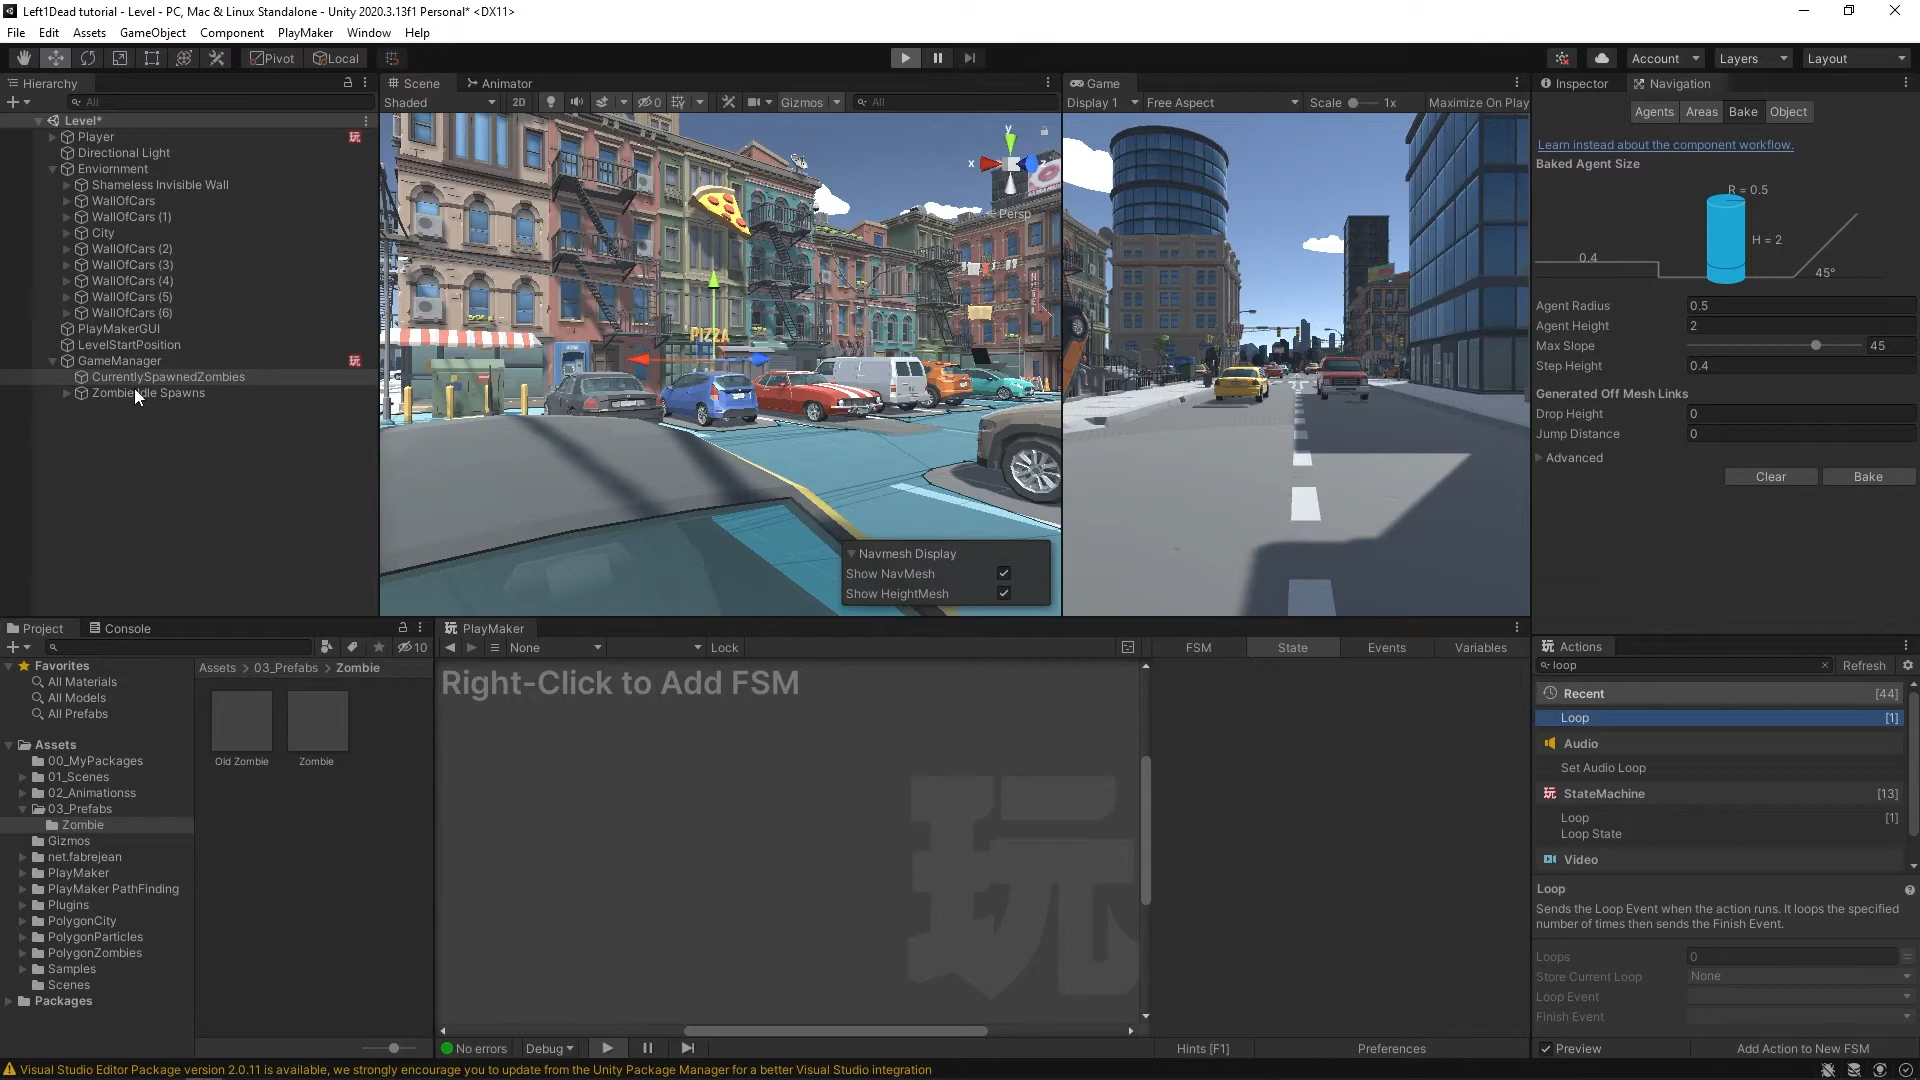 Left1Dead tutorial - Level - PC, Mac & Linux Standalone - Unity 2020.3.13f1 Personal* <DX11>
File Edit Assets GameObject Component PlayMaker Window Help
Pivot Local Account Layers Layout
Hierarchy
All
Level*
Player
Directional Light
Enviornment
Shameless Invisible Wall
WallOfCars
WallOfCars (1)
City
WallOfCars (2)
WallOfCars (3)
WallOfCars (4)
WallOfCars (5)
WallOfCars (6)
PlayMakerGUI
LevelStartPosition
GameManager
CurrentlySpawnedZombies
Zombie Idle Spawns
Scene Animator
Shaded 2D 0 Gizmos All
y
x
Persp
PIZZA
ATM
Navmesh Display
Show NavMesh
Show HeightMesh
Game
Display 1 Free Aspect Scale 1x Maximize On Play
Inspector Navigation
Agents Areas Bake Object
Learn instead about the component workflow.
Baked Agent Size
R = 0.5
H = 2
0.4
45°
Agent Radius 0.5
Agent Height 2
Max Slope 45
Step Height 0.4
Generated Off Mesh Links
Drop Height 0
Jump Distance 0
Advanced
Clear Bake
Project Console
10
Favorites
All Materials
All Models
All Prefabs
Assets
00_MyPackages
01_Scenes
02_Animationss
03_Prefabs
Zombie
Gizmos
net.fabrejean
PlayMaker
PlayMaker PathFinding
Plugins
PolygonCity
PolygonParticles
PolygonZombies
Samples
Scenes
Packages
Assets > 03_Prefabs > Zombie
Old Zombie Zombie
PlayMaker
None Lock FSM State Events Variables
Right-Click to Add FSM
玩
No errors Debug Hints [F1] Preferences
Actions
loop Refresh
Recent [44]
Loop [1]
Audio
Set Audio Loop
StateMachine [13]
Loop [1]
Loop State
Video
Loop
Sends the Loop Event when the action runs. It loops the specified
number of times then sends the Finish Event.
Loops 0
Store Current Loop None
Loop Event
Finish Event
Preview Add Action to New FSM
Visual Studio Editor Package version 2.0.11 is available, we strongly encourage you to update from the Unity Package Manager for a better Visual Studio integration